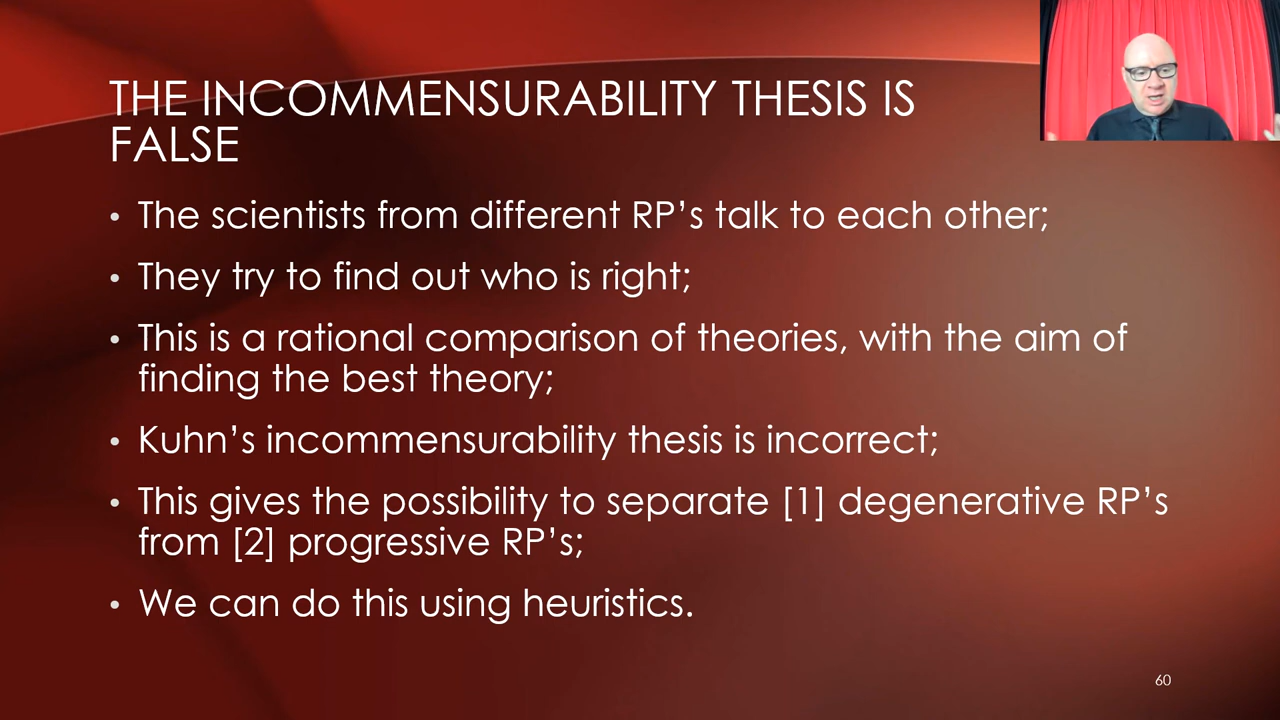 THE INCOMMENSURABILITY THESIS IS
FALSE
• The scientists from different RP's talk to each other;
• They try to find out who is right;
• This is a rational comparison of theories, with the aim of
finding the best theory;
• Kuhn's incommensurability thesis is incorrect;
• This gives the possibility to separate [1] degenerative RP's
from [2] progressive RP's;
• We can do this using heuristics.
60